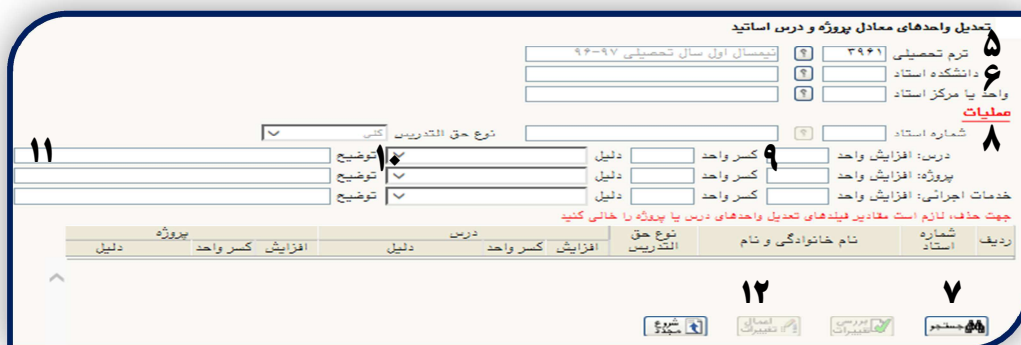 تعدیل واحدهای معادل پروژه و درس اساتید
۵
ترم تحصیلی ۳۹۶۱ ؟ نیمسال اول سال تحصیلی ۹۷-۹۶
۶ دانشکده استاد ؟
واحد یا مرکز استاد ؟
عملیات
۸ شماره استاد ؟ نوع حق التدریس کلی
درس: افزایش واحد ۹ کسر واحد دلیل ۱۰ توضیح ۱۱
پروژه: افزایش واحد کسر واحد دلیل توضیح
خدمات اجرائی: افزایش واحد کسر واحد دلیل توضیح
جهت حذف، لازم است مقادیر فیلدهای تعدیل واحدهای درس یا پروژه را خالی کنید
ردیف شماره استاد نام خانوادگی و نام نوع حق التدریس درس پروژه
افزایش کسر واحد دلیل افزایش کسر واحد دلیل
۷ ۱۲
جستجو بررسی تغییرات اعمال تغییرات شروع مجدد